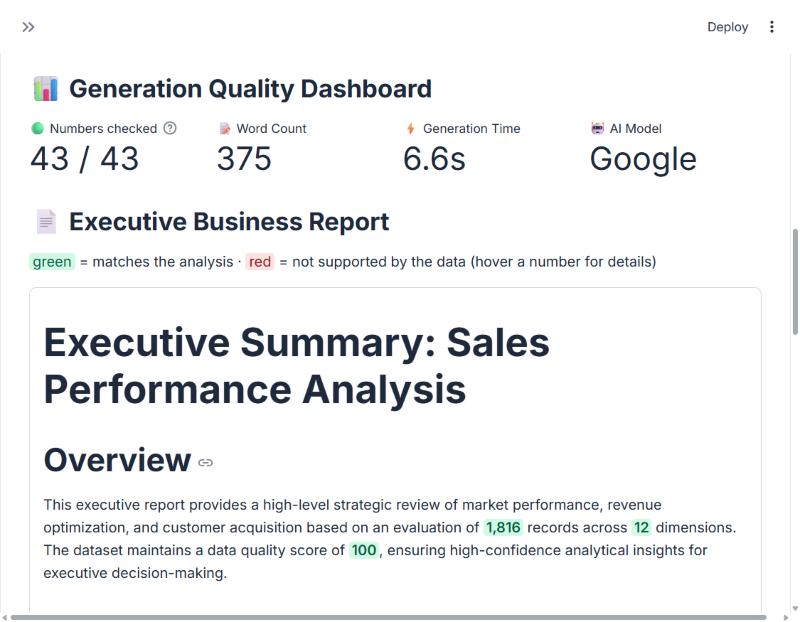 Deploy
Generation Quality Dashboard
Numbers checked
Word Count
Generation Time
AI Model
43 / 43
375
6.6s
Google
Executive Business Report
green = matches the analysis · red = not supported by the data (hover a number for details)
Executive Summary: Sales
Performance Analysis
Overview
This executive report provides a high-level strategic review of market performance, revenue
optimization, and customer acquisition based on an evaluation of 1,816 records across 12 dimensions.
The dataset maintains a data quality score of 100, ensuring high-confidence analytical insights for
executive decision-making.